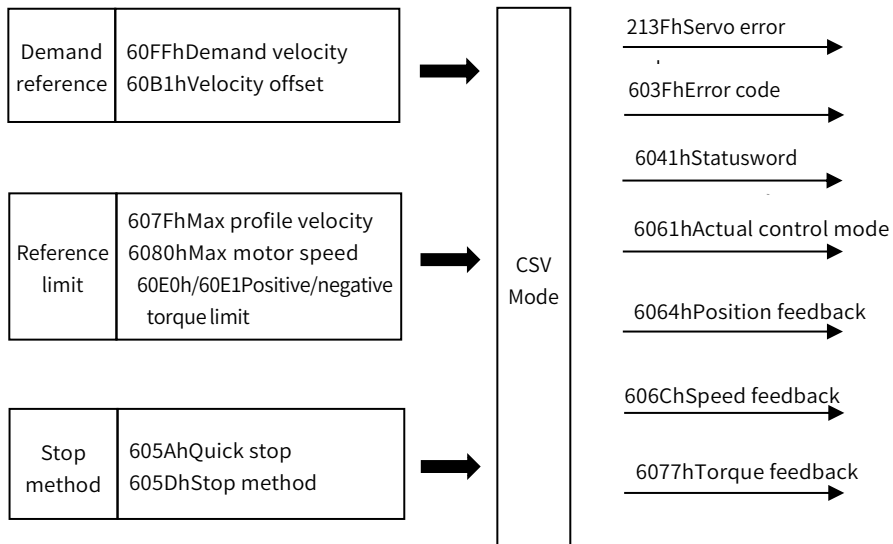 Demand
reference
60FFhDemand velocity
60B1hVelocity offset
Reference
limit
607FhMax profile velocity
6080hMax motor speed
60E0h/60E1Positive/negative
torque limit
Stop
method
605AhQuick stop
605DhStop method
CSV
Mode
213FhServo error
603FhError code
6041hStatusword
6061hActual control mode
6064hPosition feedback
606ChSpeed feedback
6077hTorque feedback